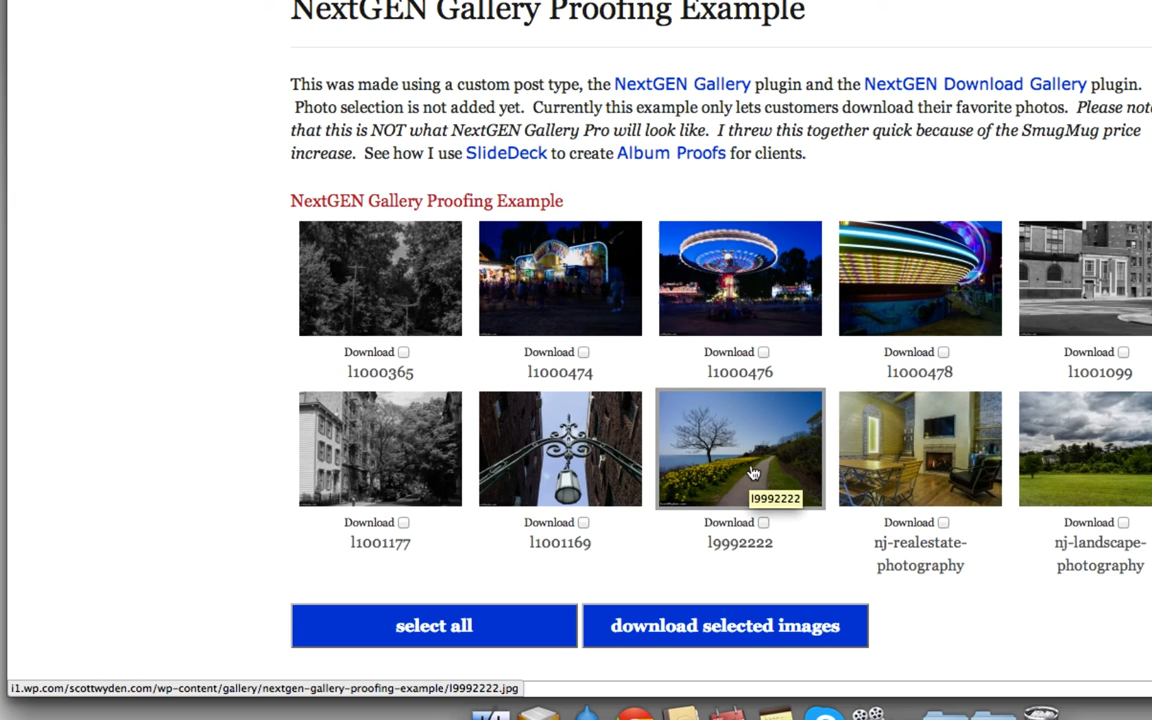 NextGEN Gallery Proofing Example
This was made using a custom post type, the NextGEN Gallery plugin and the NextGEN Download Gallery plugin.
Photo selection is not added yet. Currently this example only lets customers download their favorite photos. Please note
that this is NOT what NextGEN Gallery Pro will look like. I threw this together quick because of the SmugMug price
increase. See how I use SlideDeck to create Album Proofs for clients.
NextGEN Gallery Proofing Example
Download Download Download Download Download
l1000365 l1000474 l1000476 l1000478 l1001099
l9992222
Download Download Download Download Download
l1001177 l1001169 l9992222 nj-realestate- nj-landscape-
photography photography
select all download selected images
i1.wp.com/scottwyden.com/wp-content/gallery/nextgen-gallery-proofing-example/l9992222.jpg